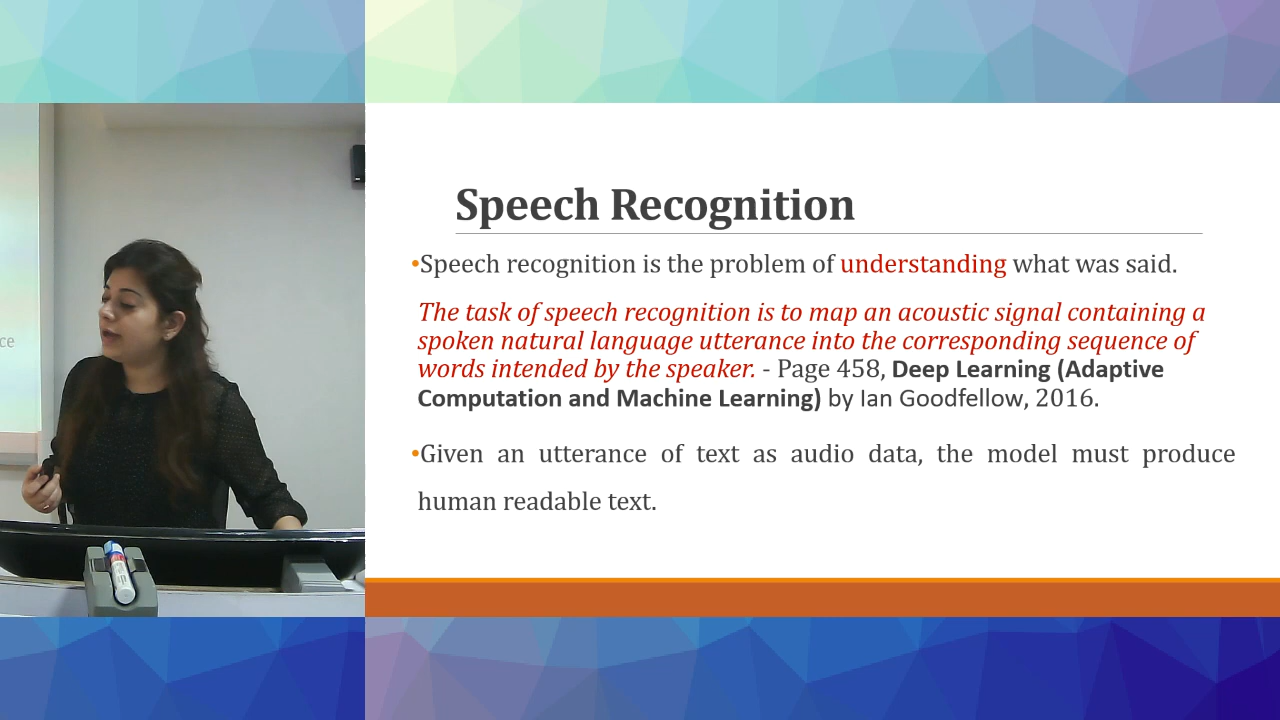 ce
Speech Recognition
•Speech recognition is the problem of understanding what was said.
The task of speech recognition is to map an acoustic signal containing a
spoken natural language utterance into the corresponding sequence of
words intended by the speaker. - Page 458, Deep Learning (Adaptive
Computation and Machine Learning) by Ian Goodfellow, 2016.
•Given an utterance of text as audio data, the model must produce
human readable text.